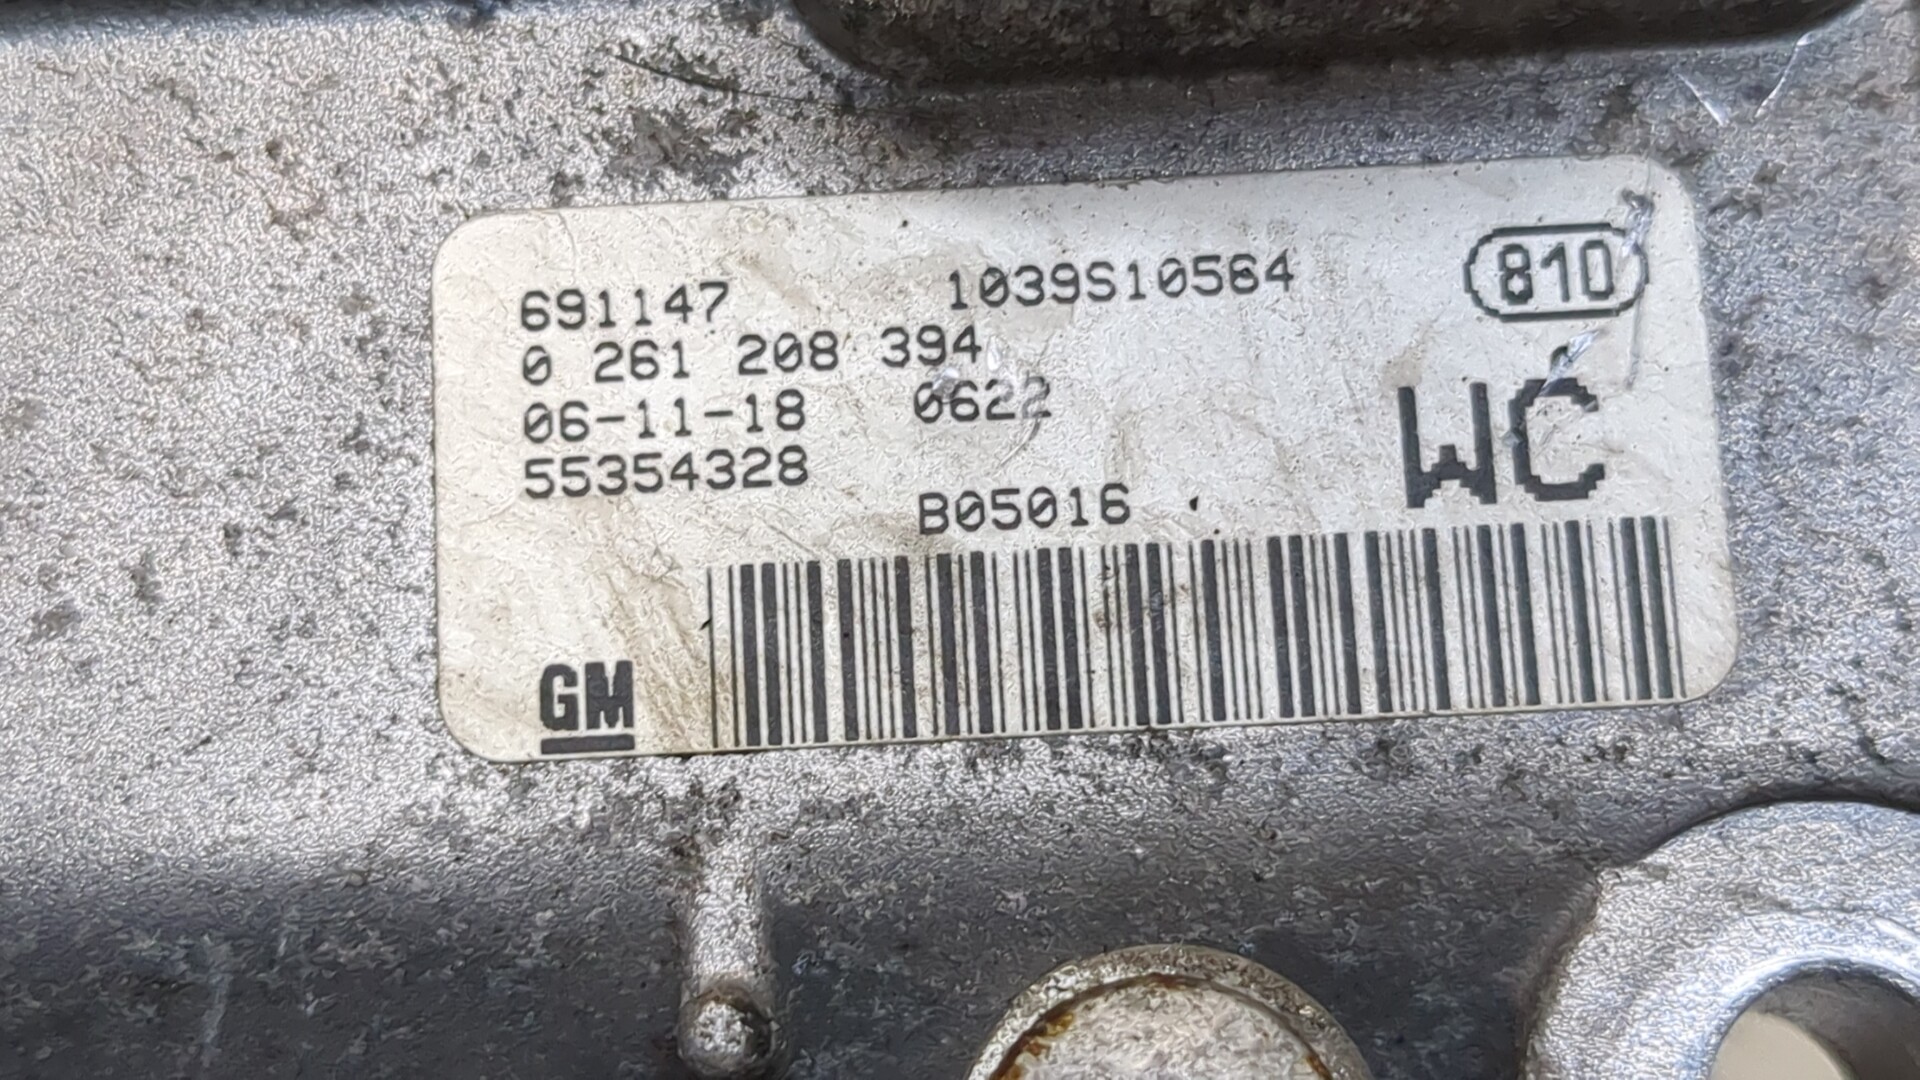 691147 1039S10564 810
0 261 208 394
06-11-18 0622 WC
55354328
B05016
GM